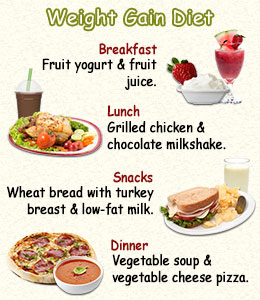 Weight Gain Diet
Breakfast
Fruit yogurt & fruit
juice.
Lunch
Grilled chicken &
chocolate milkshake.
Snacks
Wheat bread with turkey
breast & low-fat milk.
Dinner
Vegetable soup &
vegetable cheese pizza.